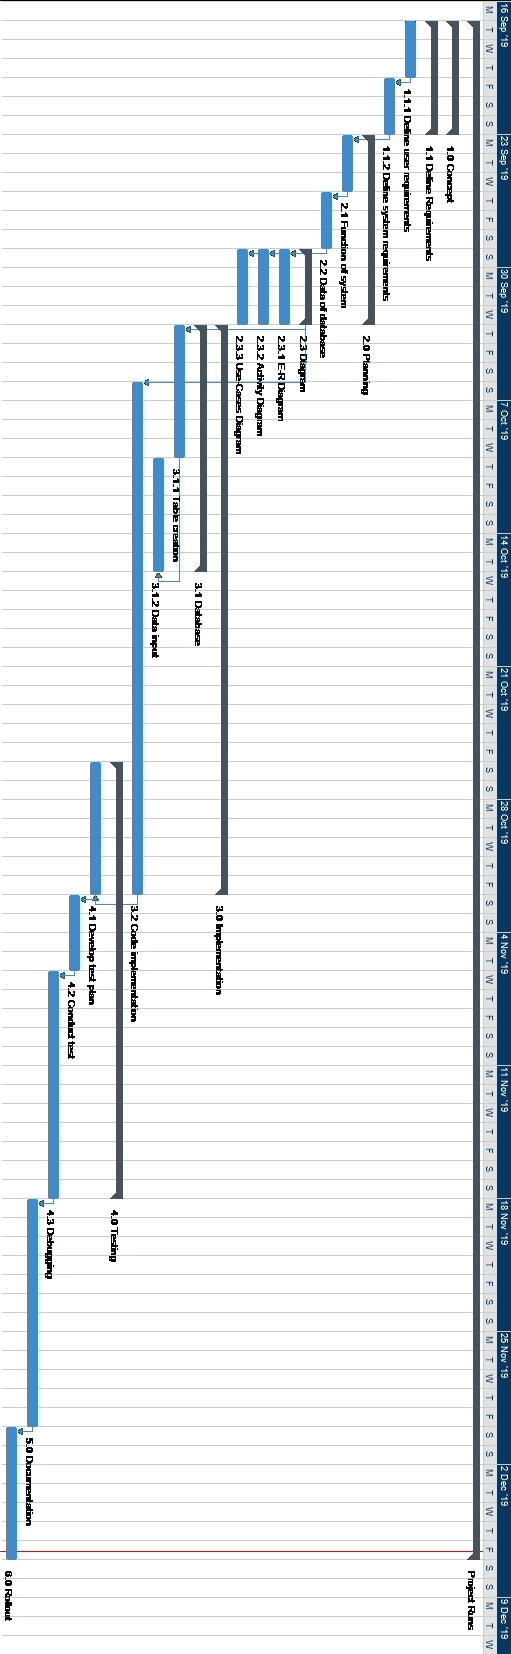 16 Sep '19 23 Sep '19 30 Sep '19 7 Oct '19 14 Oct '19 21 Oct '19 28 Oct '19 4 Nov '19 11 Nov '19 18 Nov '19 25 Nov '19 2 Dec '19 9 Dec '19
M T W T F S S M T W T F S S M T W T F S S M T W T F S S M T W T F S S M T W T F S S M T W T F S S M T W T F S S M T W T F S S M T W T F S S M T W T F S S M T W T F S S M T W
Project Runs
1.0 Concept
1.1 Define Requirements
1.1.1 Define user requirements
1.1.2 Define system requirements
2.0 Planning
2.1 Function of system
2.2 Data of database
2.3 Diagram
2.3.1 E-R Diagram
2.3.2 Activity Diagram
2.3.3 Use-Cases Diagram
3.0 Implementation
3.1 Database
3.1.1 Table creation
3.1.2 Data input
3.2 Code implementation
4.0 Testing
4.1 Develop test plan
4.2 Conduct test
4.3 Debugging
5.0 Documentation
6.0 Rollout